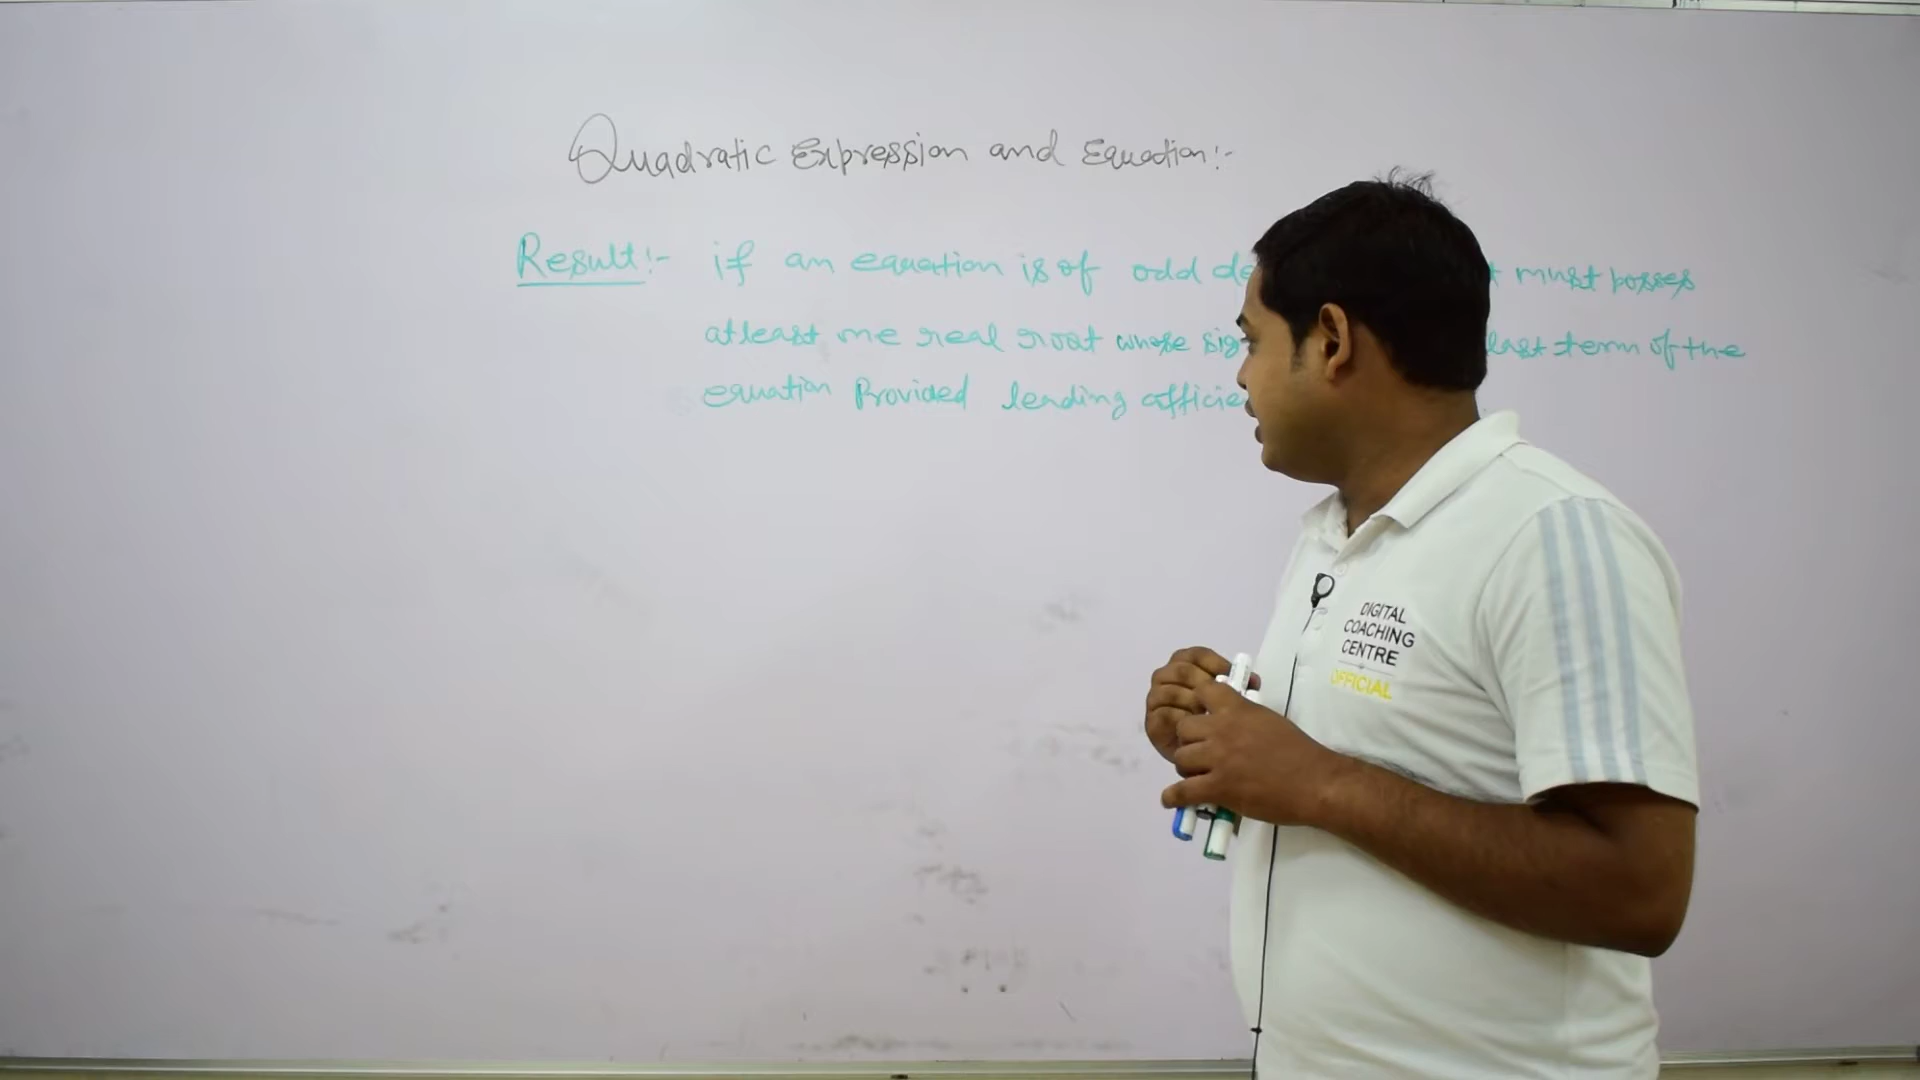 Quadratic Expression and Equation:-
Result:- if an equation is of odd de t must posses
atleast one real root whose sig last term of the
equation Provided leading cofficie
DIGITAL
COACHING
CENTRE
OFFICIAL